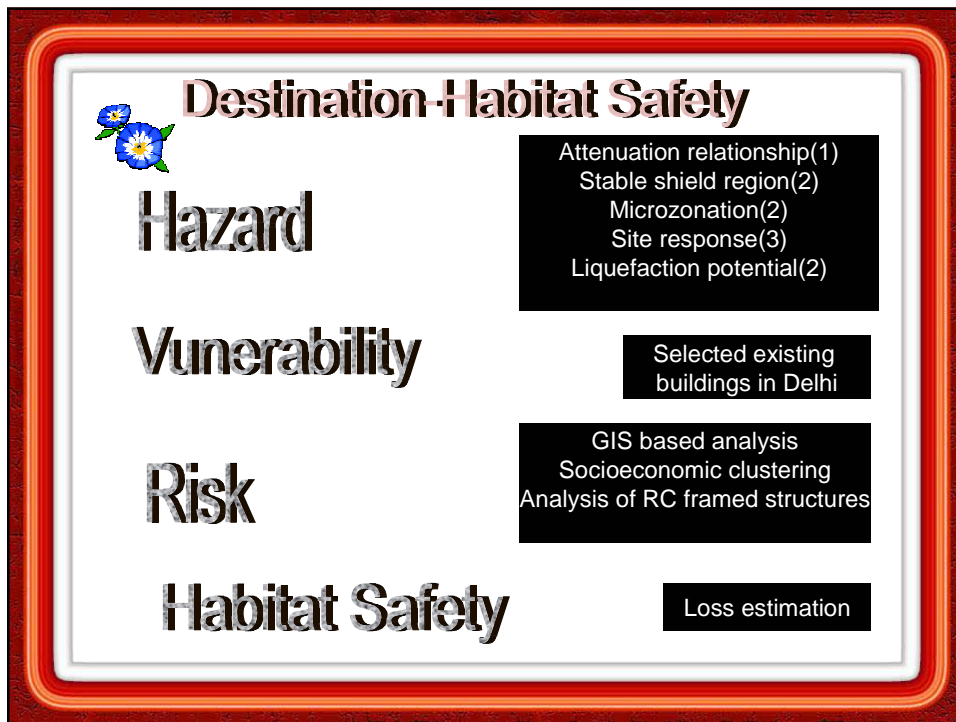 Destination-Habitat Safety
Hazard
Attenuation relationship(1)
Stable shield region(2)
Microzonation(2)
Site response(3)
Liquefaction potential(2)
Vunerability
Selected existing
buildings in Delhi
Risk
GIS based analysis
Socioeconomic clustering
Analysis of RC framed structures
Habitat Safety
Loss estimation